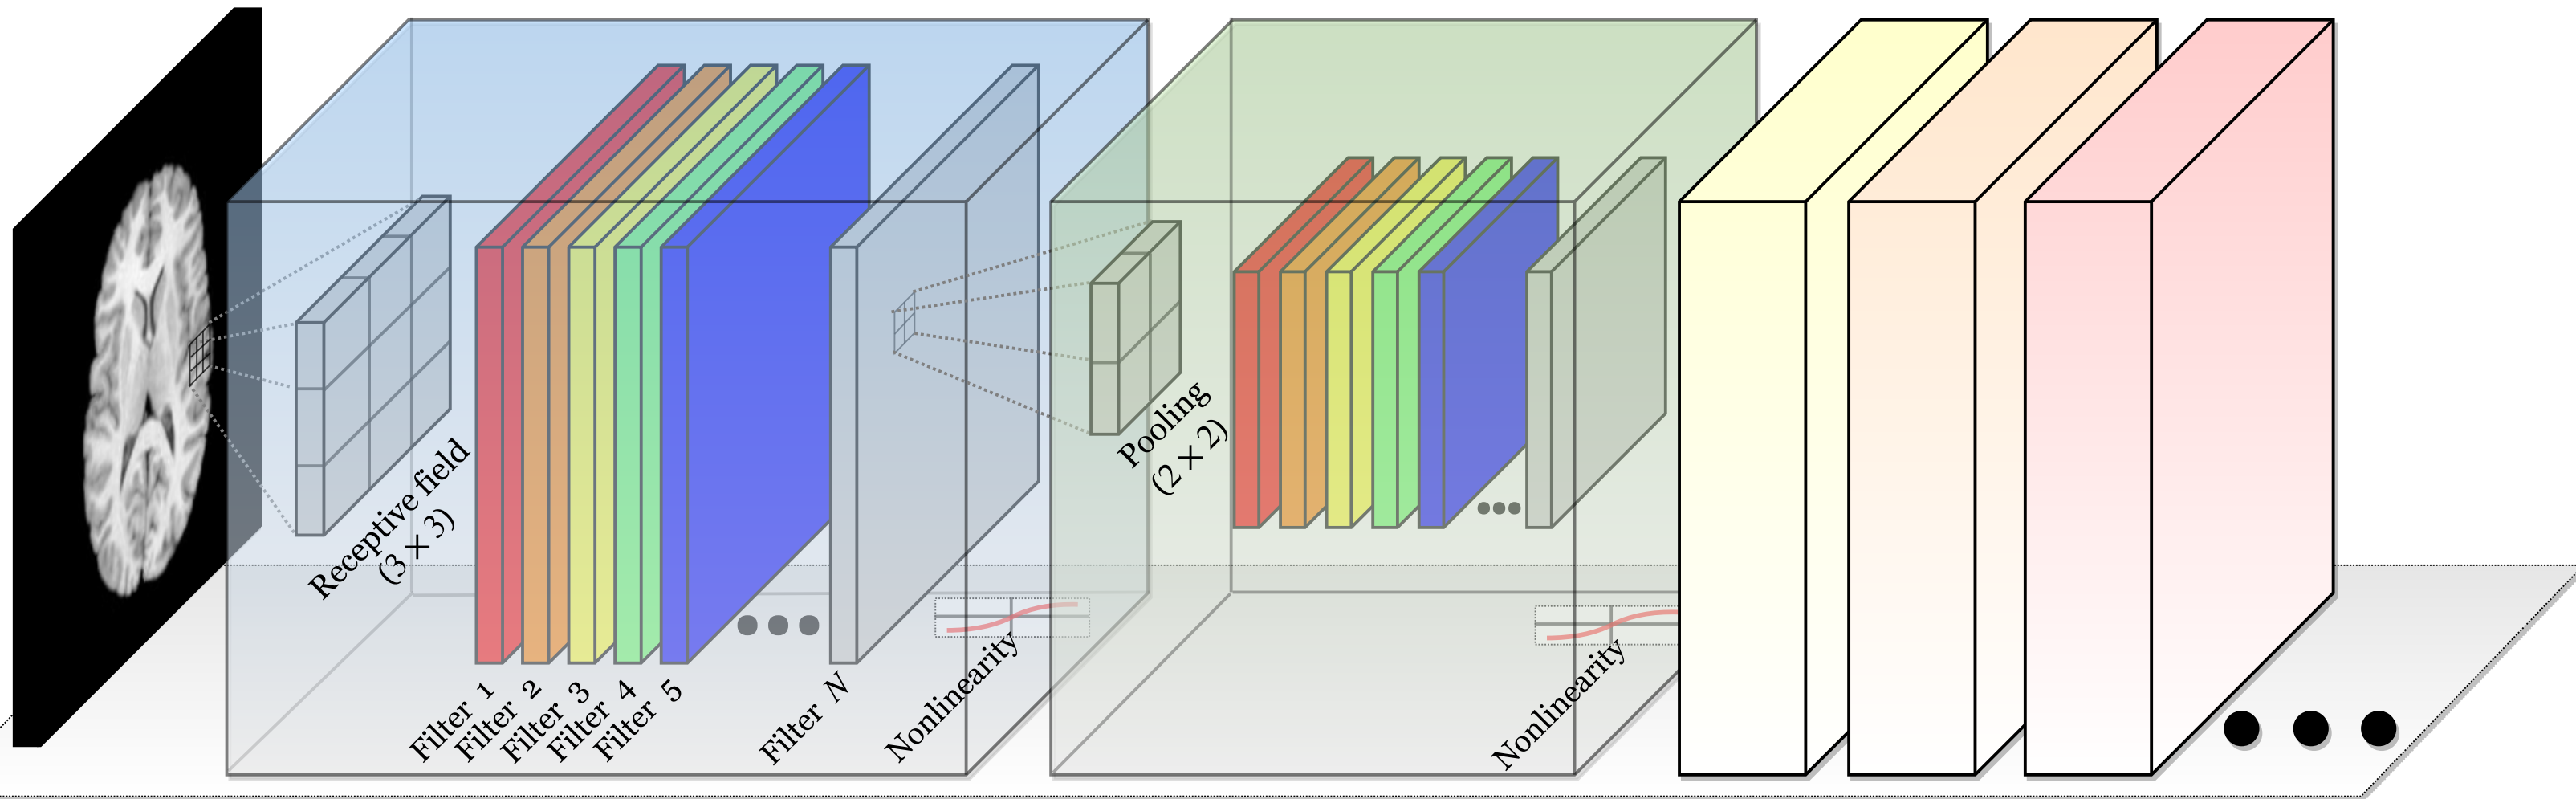 Receptive field
(3 × 3)
Filter 1
Filter 2
Filter 3
Filter 4
Filter 5
Filter N
Nonlinearity
Pooling
(2 × 2)
Nonlinearity